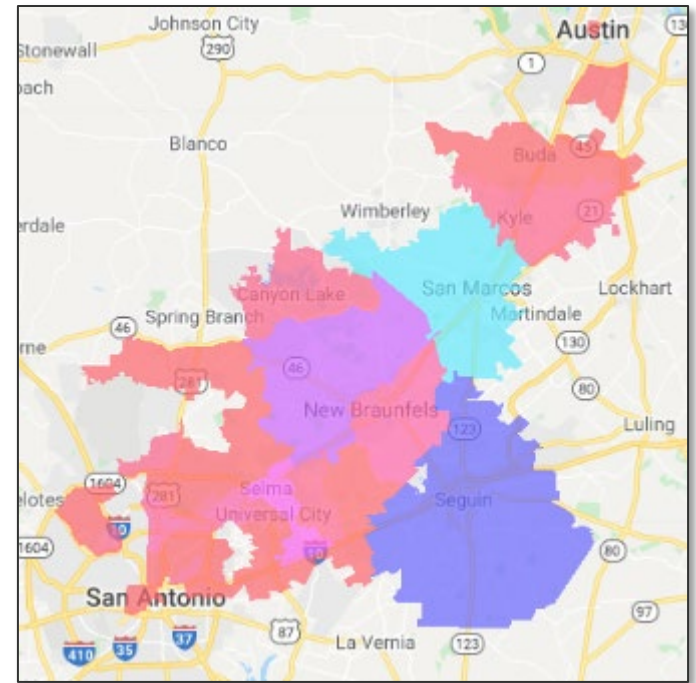 Johnson City
Austin
13
290
Stonewall
1
ach
Blanco
Buda
45
Wimberley
Kyle
21
rdale
Canyon Lake
San Marcos
Lockhart
Spring Branch
Martindale
46
130
rne
46
281
80
New Braunfels
123
Luling
1604
Selma
281
Seguin
elotes
Universal City
10
1604
10
80
San Antonio
97
87
La Vernia
123
410
35
37